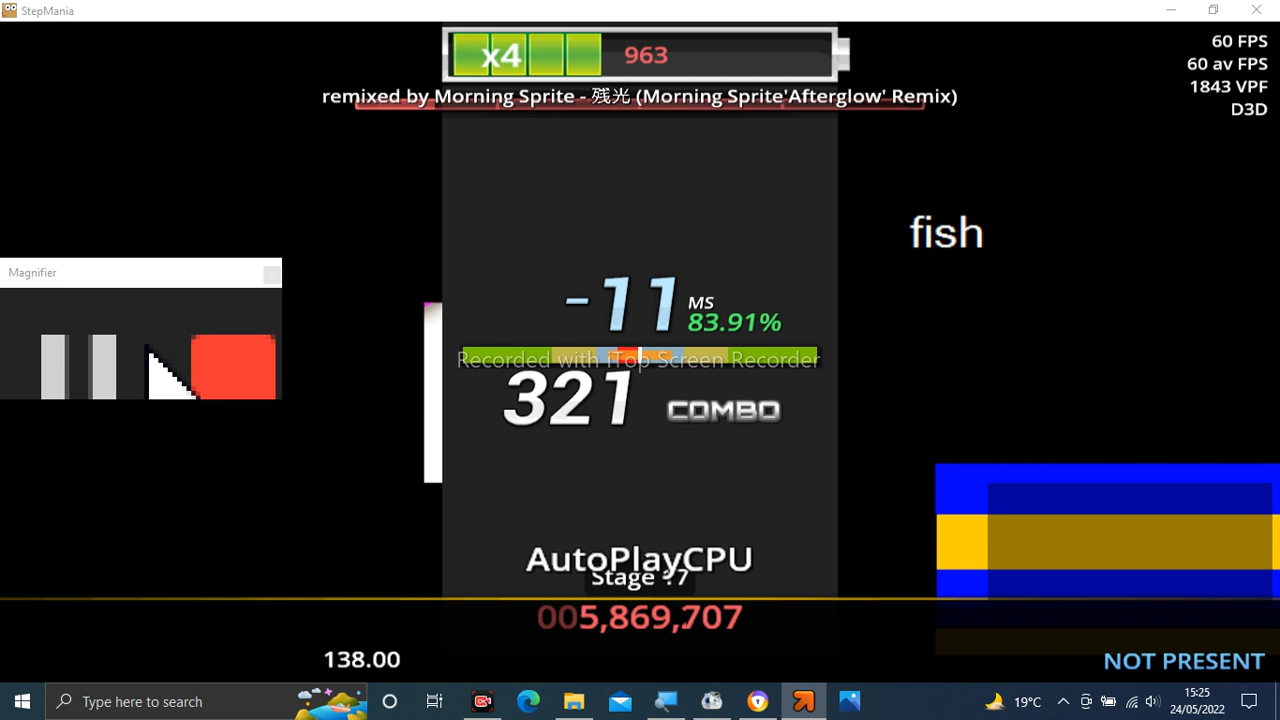 StepMania
x4
963
60 FPS
60 av FPS
1843 VPF
D3D
remixed by Morning Sprite - 残光 (Morning Sprite'Afterglow' Remix)
fish
Magnifier
-11 MS
83.91%
Recorded with iTop Screen Recorder
321 COMBO
AutoPlayCPU
Stage :7
005,869,707
138.00
NOT PRESENT
Type here to search
19°C
15:25
24/05/2022